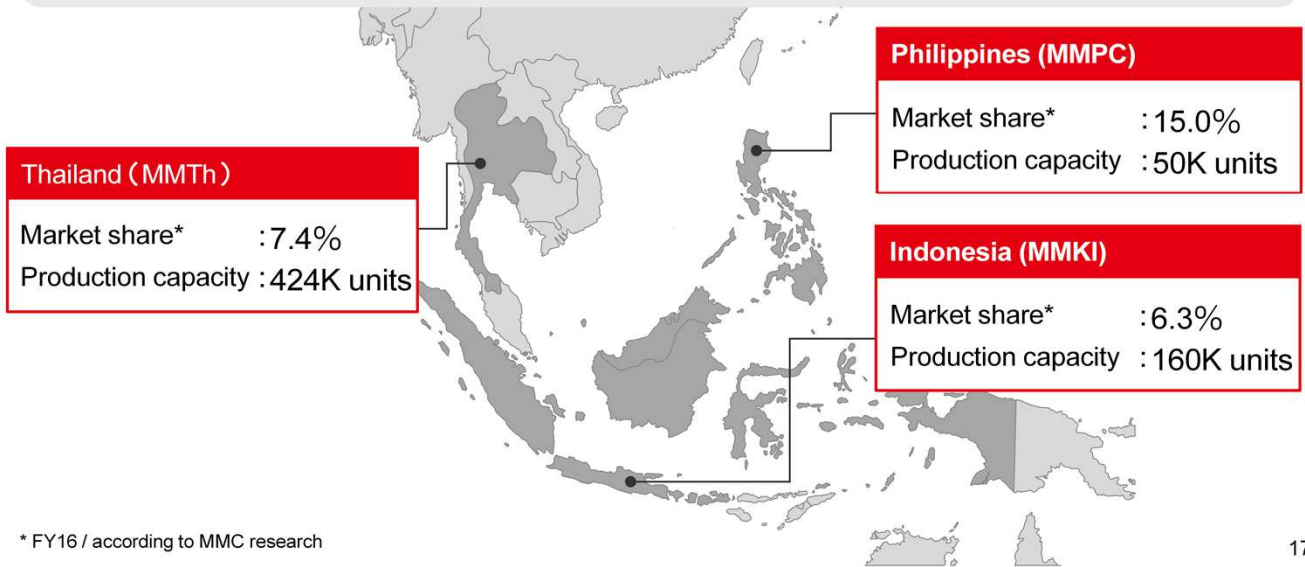 Philippines (MMPC)
Market share* :15.0%
Production capacity :50K units
Thailand (MMTh)
Market share* :7.4%
Production capacity :424K units
Indonesia (MMKI)
Market share* :6.3%
Production capacity :160K units
* FY16 / according to MMC research
17